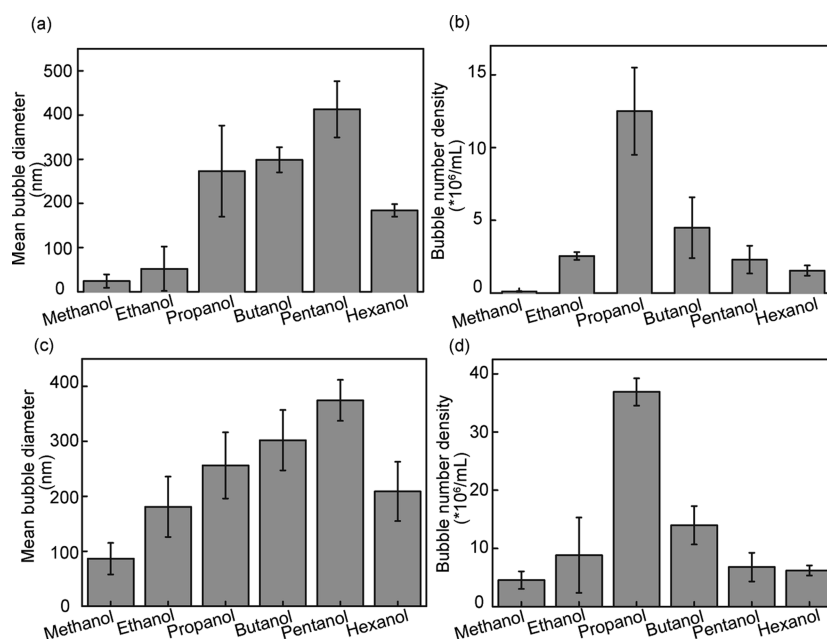 (a)
Mean bubble diameter
(nm)
500
400
300
200
100
0
Methanol
Ethanol
Propanol
Butanol
Pentanol
Hexanol
(b)
Bubble number density
(*10⁶/mL)
15
10
5
0
Methanol
Ethanol
Propanol
Butanol
Pentanol
Hexanol
(c)
Mean bubble diameter
(nm)
400
300
200
100
0
Methanol
Ethanol
Propanol
Butanol
Pentanol
Hexanol
(d)
Bubble number density
(*10⁶/mL)
40
30
20
10
0
Methanol
Ethanol
Propanol
Butanol
Pentanol
Hexanol